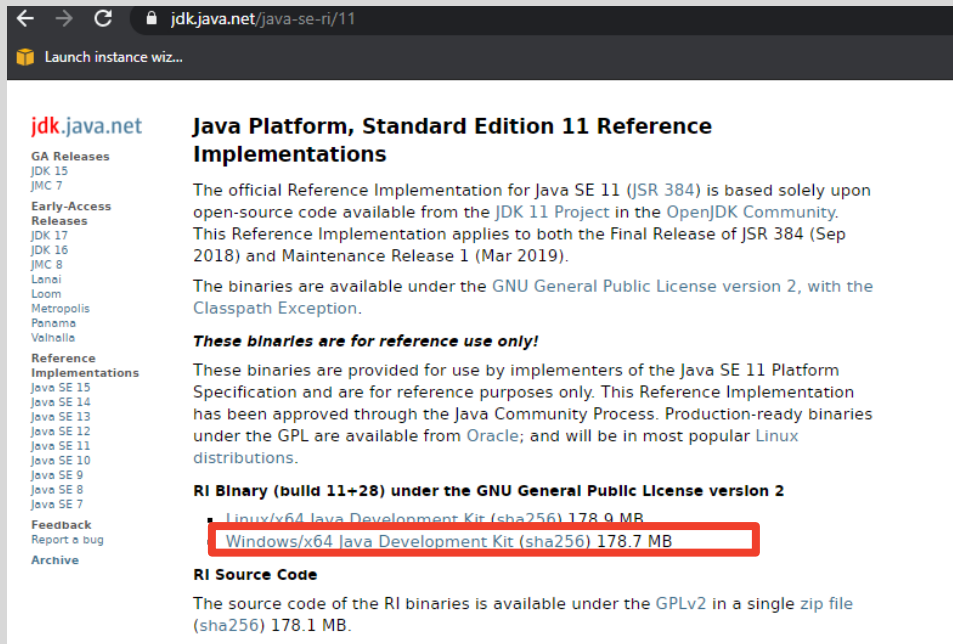 jdk.java.net/java-se-ri/11
Launch instance wiz...
jdk.java.net
GA Releases
JDK 15
JMC 7
Early-Access
Releases
JDK 17
JDK 16
JMC 8
Lanai
Loom
Metropolis
Panama
Valhalla
Reference
Implementations
Java SE 15
Java SE 14
Java SE 13
Java SE 12
Java SE 11
Java SE 10
Java SE 9
Java SE 8
Java SE 7
Feedback
Report a bug
Archive
Java Platform, Standard Edition 11 Reference
Implementations
The official Reference Implementation for Java SE 11 (JSR 384) is based solely upon
open-source code available from the JDK 11 Project in the OpenJDK Community.
This Reference Implementation applies to both the Final Release of JSR 384 (Sep
2018) and Maintenance Release 1 (Mar 2019).
The binaries are available under the GNU General Public License version 2, with the
Classpath Exception.
These binaries are for reference use only!
These binaries are provided for use by implementers of the Java SE 11 Platform
Specification and are for reference purposes only. This Reference Implementation
has been approved through the Java Community Process. Production-ready binaries
under the GPL are available from Oracle; and will be in most popular Linux
distributions.
RI Binary (build 11+28) under the GNU General Public License version 2
Linux/x64 Java Development Kit (sha256) 178.9 MB
Windows/x64 Java Development Kit (sha256) 178.7 MB
RI Source Code
The source code of the RI binaries is available under the GPLv2 in a single zip file
(sha256) 178.1 MB.